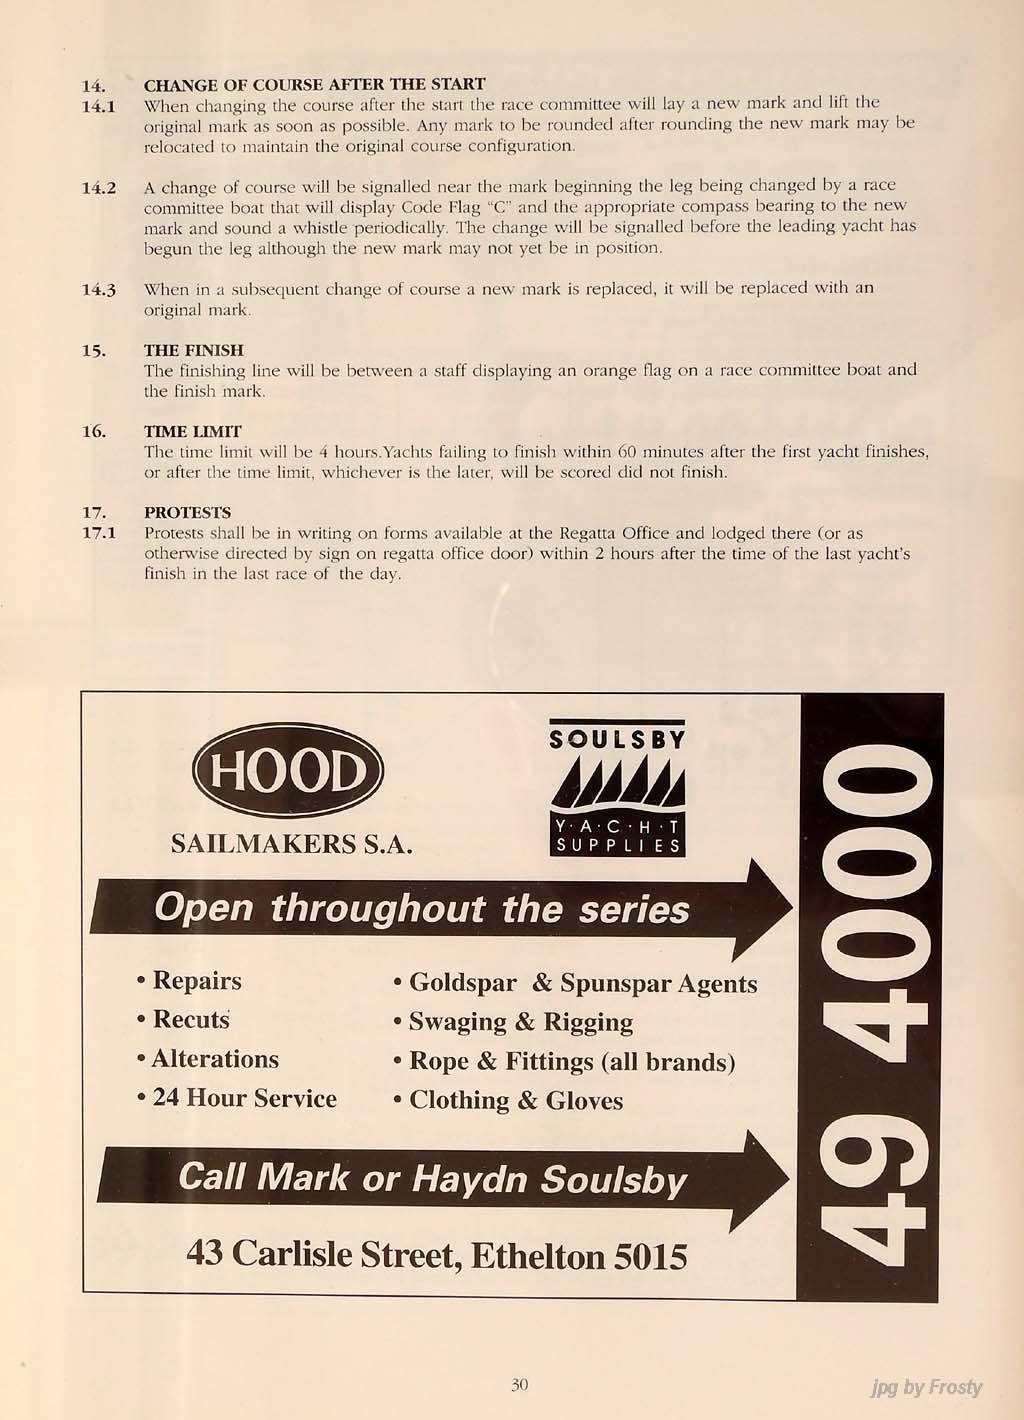 14. CHANGE OF COURSE AFTER THE START
14.1 When changing the course after the start the race committee will lay a new mark and lift the
original mark as soon as possible. Any mark to be rounded after rounding the new mark may be
relocated to maintain the original course configuration.
14.2 A change of course will be signalled near the mark beginning the leg being changed by a race
committee boat that will display Code Flag "C" and the appropriate compass bearing to the new
mark and sound a whistle periodically. The change will be signalled before the leading yacht has
begun the leg although the new mark may not yet be in position.
14.3 When in a subsequent change of course a new mark is replaced, it will be replaced with an
original mark.
15. THE FINISH
The finishing line will be between a staff displaying an orange flag on a race committee boat and
the finish mark.
16. TIME LIMIT
The time limit will be 4 hours.Yachts failing to finish within 60 minutes after the first yacht finishes,
or after the time limit, whichever is the later, will be scored did not finish.
17. PROTESTS
17.1 Protests shall be in writing on forms available at the Regatta Office and lodged there (or as
otherwise directed by sign on regatta office door) within 2 hours after the time of the last yacht's
finish in the last race of the day.
HOOD
SAILMAKERS S.A.
SOULSBY
Y·A·C·H·T
SUPPLIES
Open throughout the series
• Repairs
• Recuts
• Alterations
• 24 Hour Service
• Goldspar & Spunspar Agents
• Swaging & Rigging
• Rope & Fittings (all brands)
• Clothing & Gloves
Call Mark or Haydn Soulsby
43 Carlisle Street, Ethelton 5015
49 4000
30
jpg by Frosty